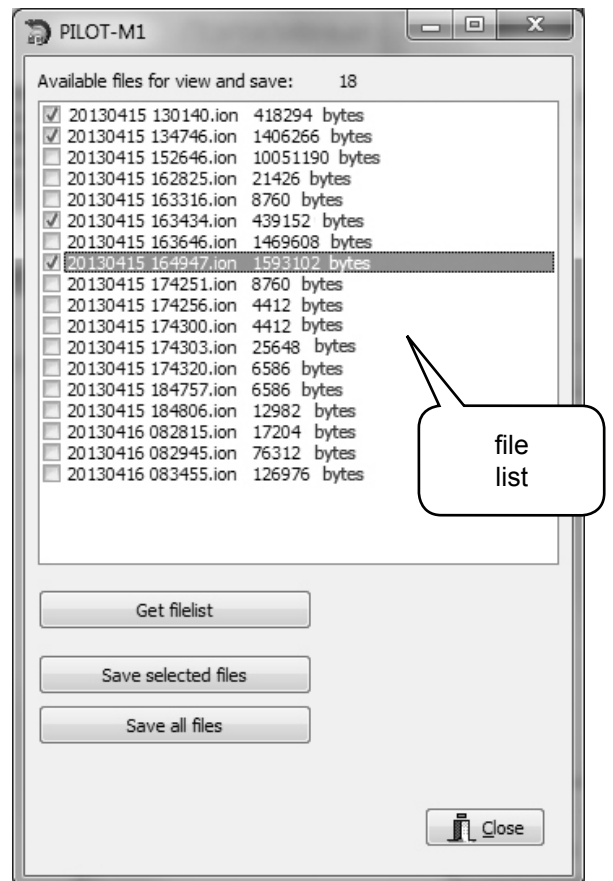 PILOT-M1
Available files for view and save: 18
20130415 130140.ion 418294 bytes
20130415 134746.ion 1406266 bytes
20130415 152646.ion 10051190 bytes
20130415 162825.ion 21426 bytes
20130415 163316.ion 8760 bytes
20130415 163434.ion 439152 bytes
20130415 163646.ion 1469608 bytes
20130415 164947.ion 1593102 bytes
20130415 174251.ion 8760 bytes
20130415 174256.ion 4412 bytes
20130415 174300.ion 4412 bytes
20130415 174303.ion 25648 bytes
20130415 174320.ion 6586 bytes
20130415 184757.ion 6586 bytes
20130415 184806.ion 12982 bytes
20130416 082815.ion 17204 bytes
20130416 082945.ion 76312 bytes
20130416 083455.ion 126976 bytes
file
list
Get filelist
Save selected files
Save all files
Close